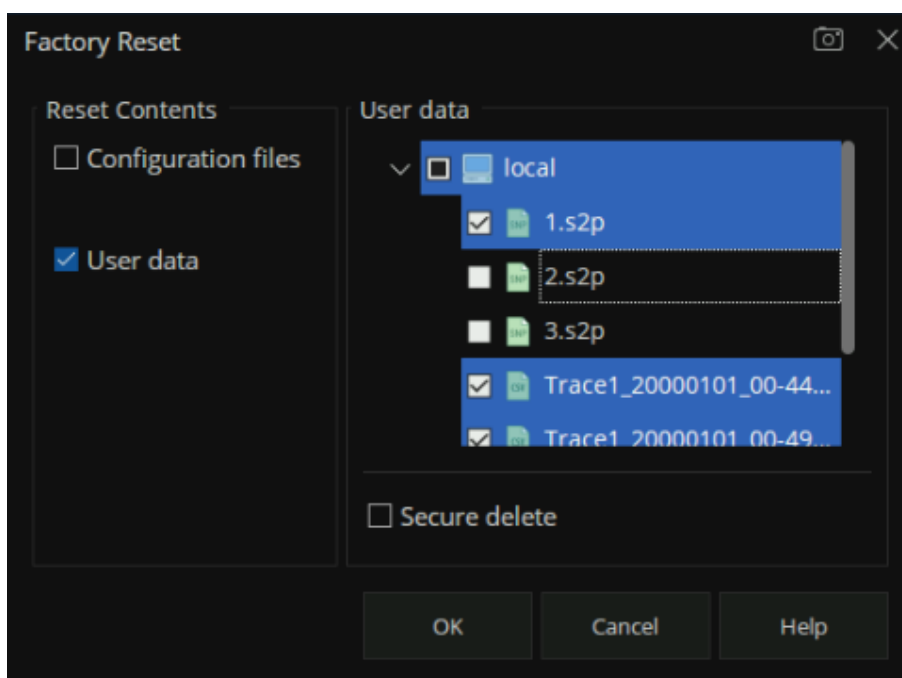 Factory Reset
Reset Contents
Configuration files
User data
User data
local
1.s2p
2.s2p
3.s2p
Trace1_20000101_00-44...
Trace1_20000101_00-49...
Secure delete
OK
Cancel
Help